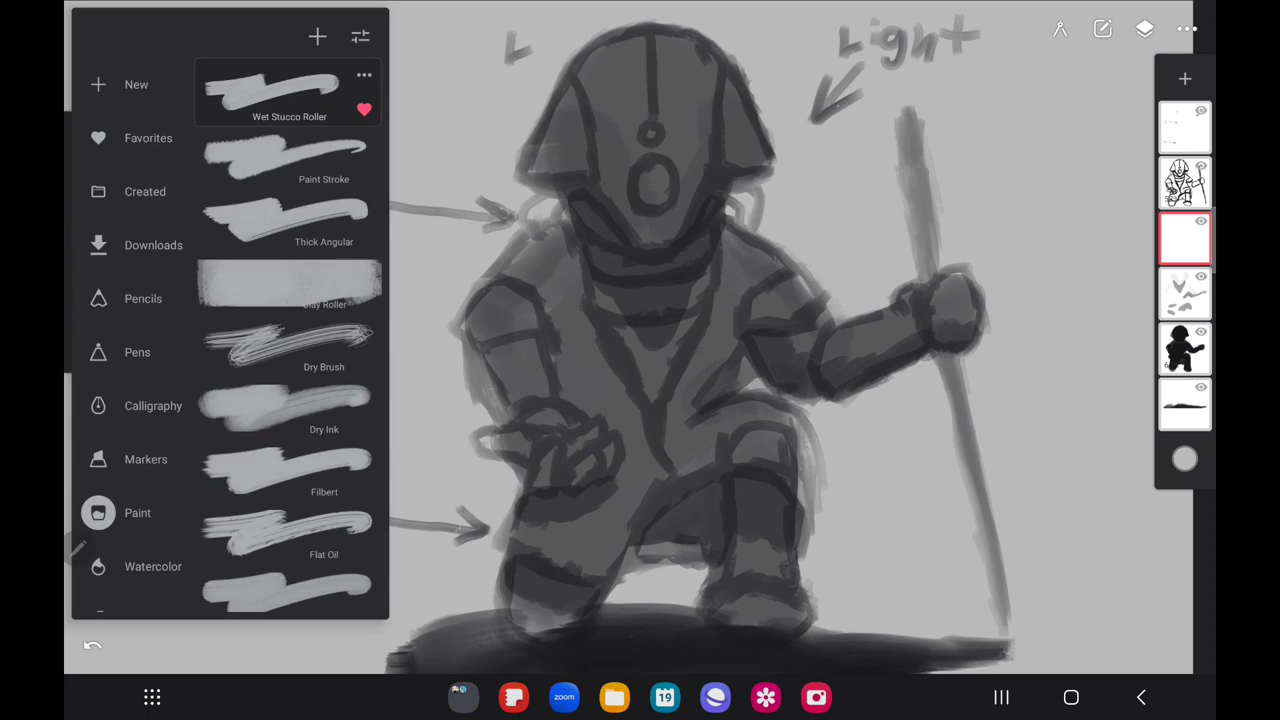 Light
New
Wet Stucco Roller
Favorites
Paint Stroke
Created
Thick Angular
Downloads
Pencils
Clay Roller
Pens
Dry Brush
Calligraphy
Dry Ink
Markers
Filbert
Paint
Flat Oil
Watercolor
zoom
19